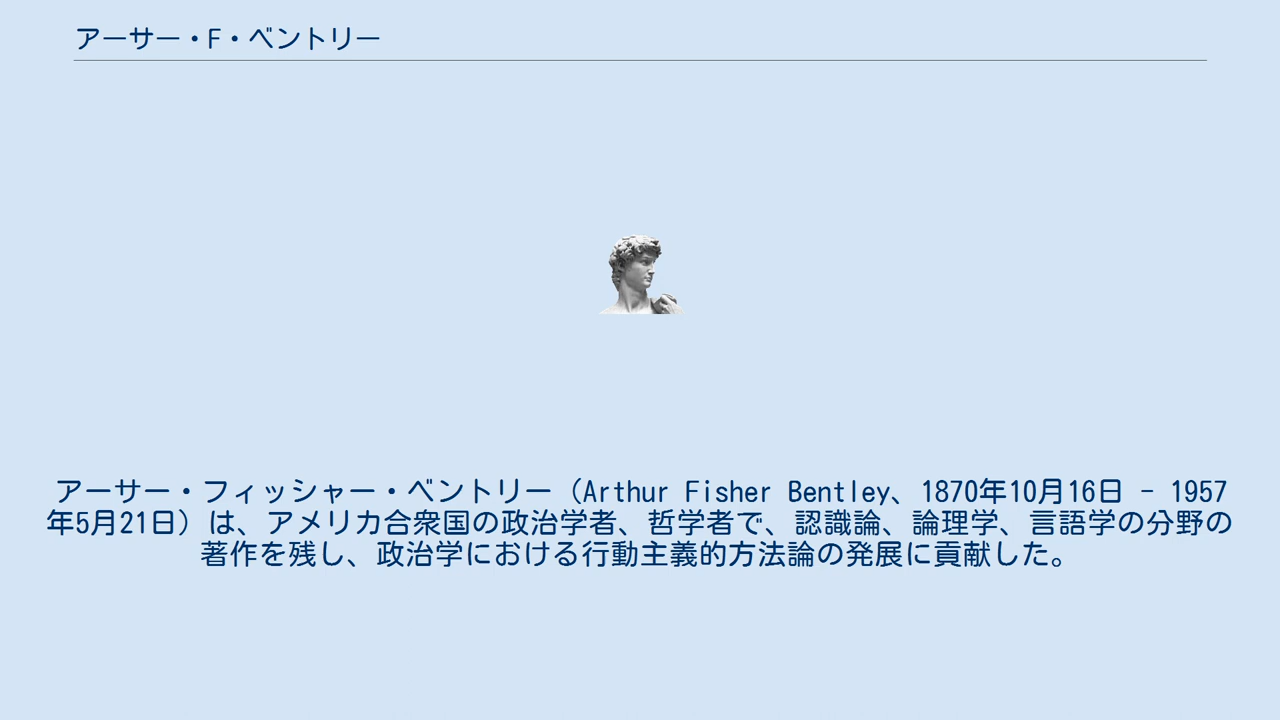 アーサー・F・ベントリー
アーサー・フィッシャー・ベントリー（Arthur Fisher Bentley、1870年10月16日 - 1957
年5月21日）は、アメリカ合衆国の政治学者、哲学者で、認識論、論理学、言語学の分野の
著作を残し、政治学における行動主義的方法論の発展に貢献した。